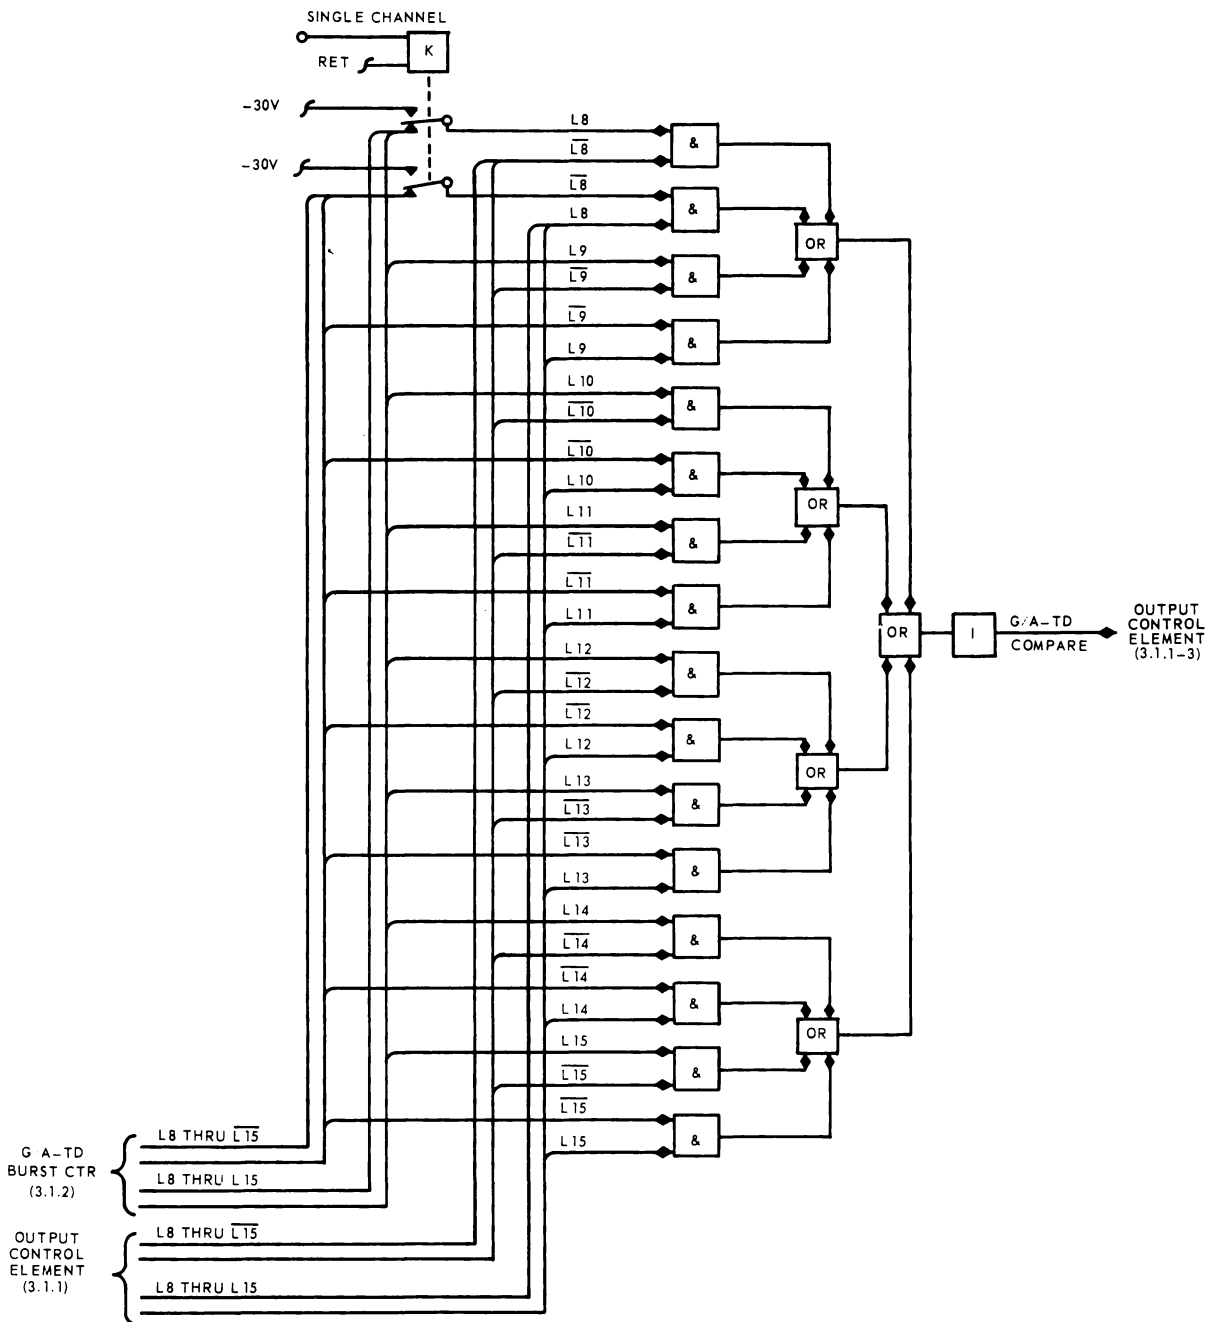 SINGLE CHANNEL
K
RET
-30V
-30V
L8
L̅8̅
&
L̅8̅
L8
&
OR
L9
L̅9̅
&
L̅9̅
L9
&
L10
L̅1̅0̅
&
L̅1̅0̅
L10
&
OR
L11
L̅1̅1̅
&
L̅1̅1̅
L11
&
OR
I
G/A-TD
COMPARE
OUTPUT
CONTROL
ELEMENT
(3.1.1-3)
L12
L̅1̅2̅
&
L̅1̅2̅
L12
&
OR
L13
L̅1̅3̅
&
L̅1̅3̅
L13
&
L14
L̅1̅4̅
&
L̅1̅4̅
L14
&
OR
L15
L̅1̅5̅
&
L̅1̅5̅
L15
&
G A-TD
BURST CTR
(3.1.2)
L8 THRU L̅1̅5̅
L8 THRU L15
OUTPUT
CONTROL
ELEMENT
(3.1.1)
L8 THRU L̅1̅5̅
L8 THRU L15